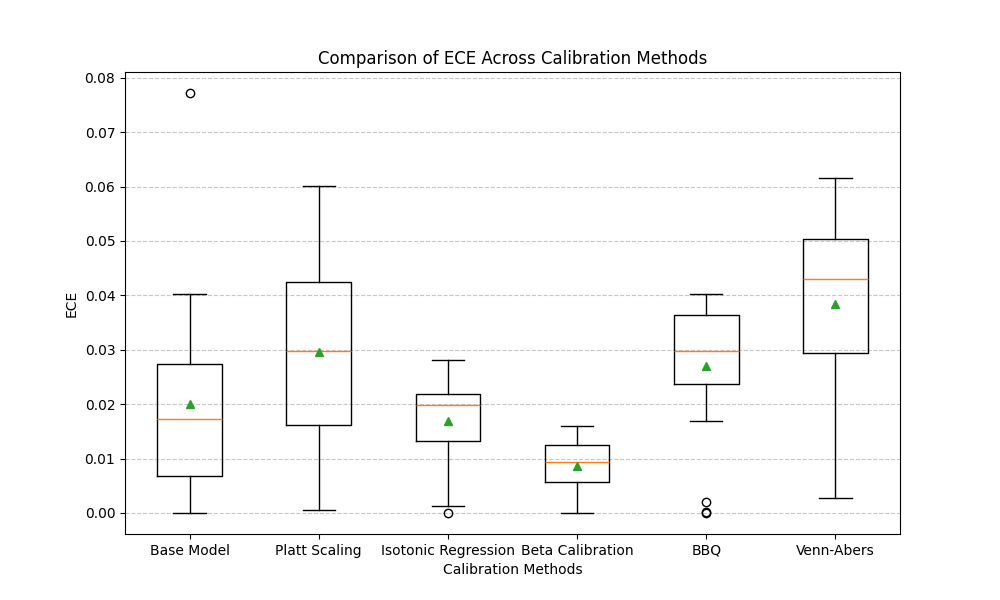 Comparison of ECE Across Calibration Methods
0.08
0.07
0.06
0.05
0.04
0.03
0.02
0.01
0.00
ECE
Base Model Platt Scaling Isotonic Regression Beta Calibration BBQ Venn-Abers
Calibration Methods